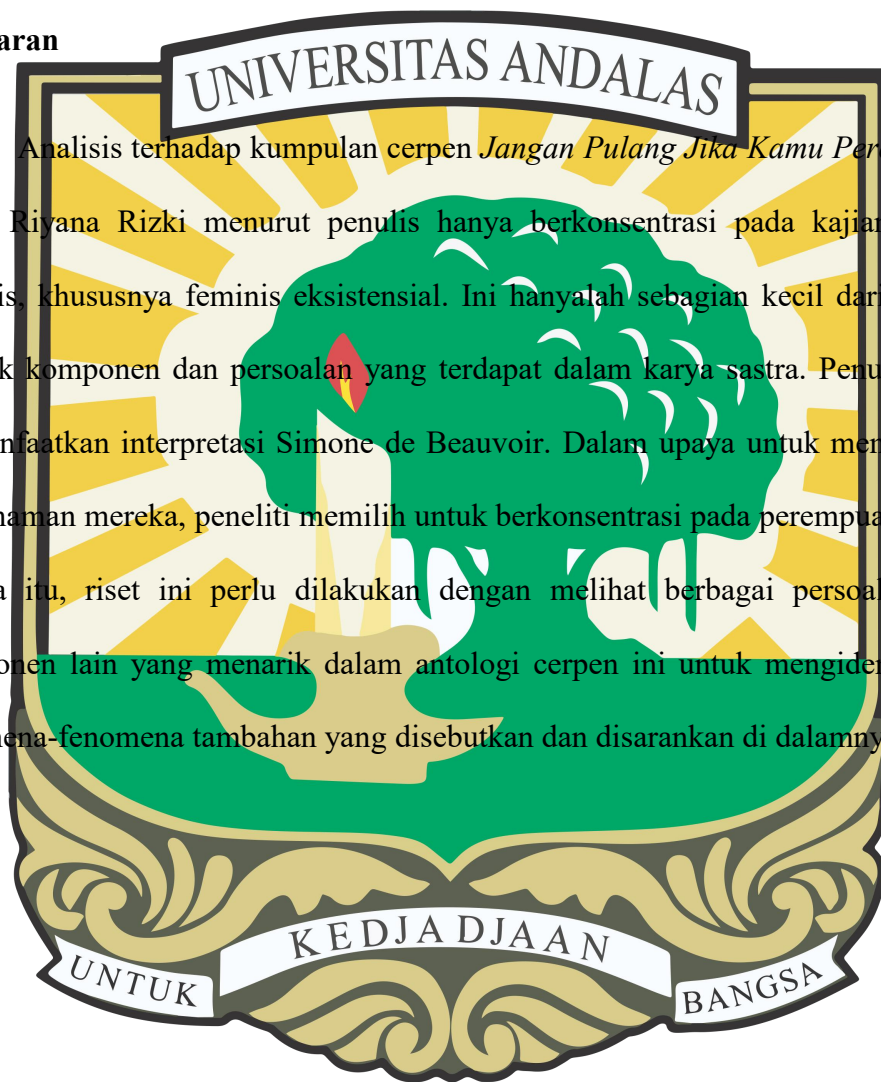 aran
UNIVERSITAS ANDALAS
Analisis terhadap kumpulan cerpen Jangan Pulang Jika Kamu Per
Riyana Rizki menurut penulis hanya berkonsentrasi pada kajian
is, khususnya feminis eksistensial. Ini hanyalah sebagian kecil dari
k komponen dan persoalan yang terdapat dalam karya sastra. Penu
nfaatkan interpretasi Simone de Beauvoir. Dalam upaya untuk men
aman mereka, peneliti memilih untuk berkonsentrasi pada perempua
a itu, riset ini perlu dilakukan dengan melihat berbagai persoal
onen lain yang menarik dalam antologi cerpen ini untuk mengiden
ena-fenomena tambahan yang disebutkan dan disarankan di dalamny
UNTUK KEDJADJAAN BANGSA